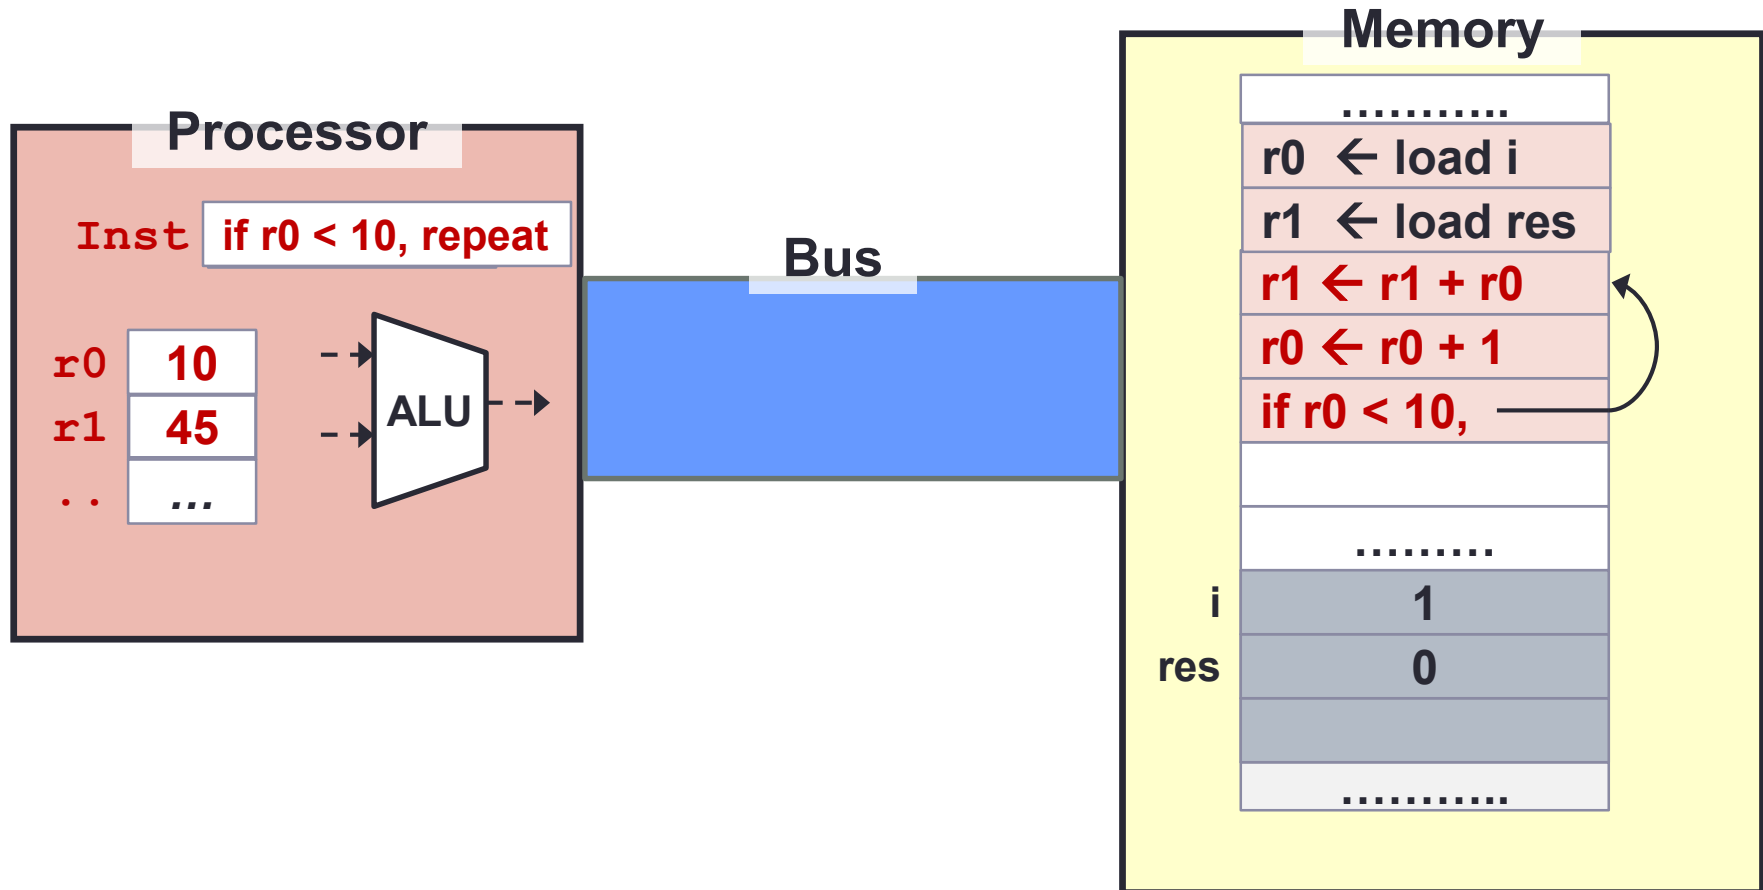 Processor
Inst if r0 < 10, repeat
r0 10
r1 45
.. ...
ALU
Bus
Memory
...........
r0 ← load i
r1 ← load res
r1 ← r1 + r0
r0 ← r0 + 1
if r0 < 10,
.........
i 1
res 0
...........